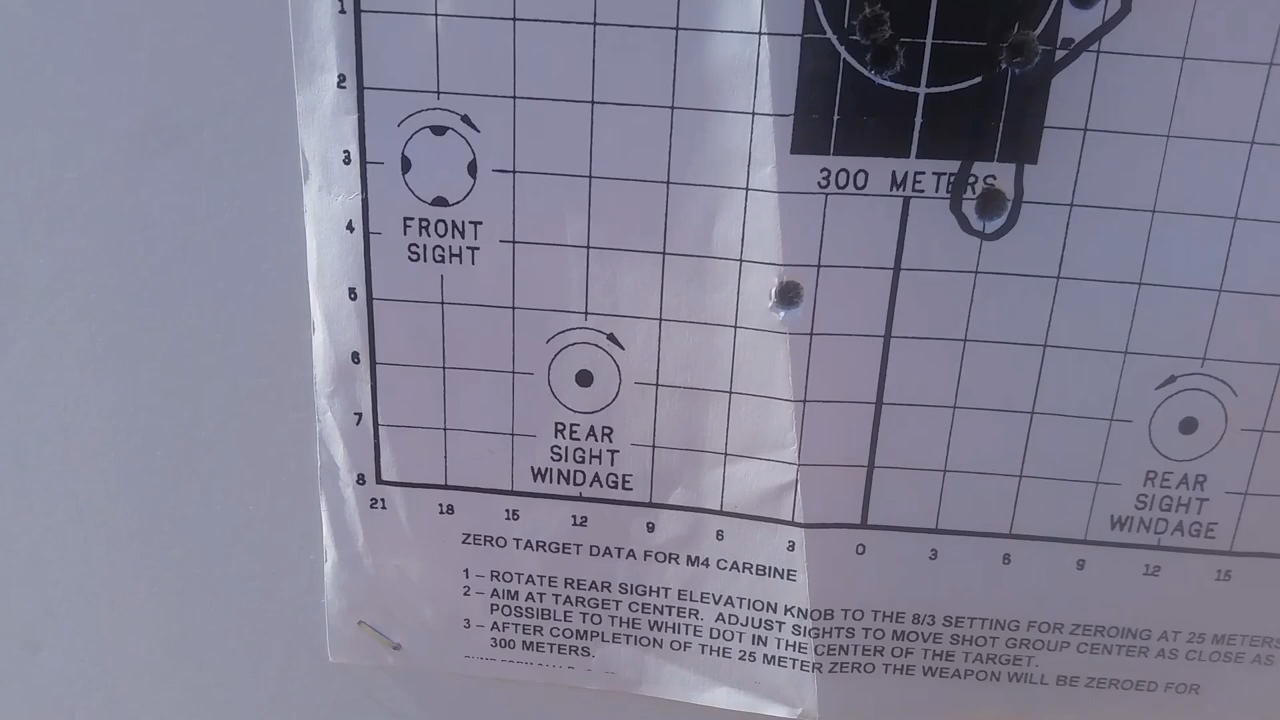 1
2
3
4
5
6
7
8
300 METERS
FRONT
SIGHT
REAR
SIGHT
WINDAGE
REAR
SIGHT
WINDAGE
21 18 15 12 9 6 3 0 3 6 9 12 15
ZERO TARGET DATA FOR M4 CARBINE
1 – ROTATE REAR SIGHT ELEVATION KNOB TO THE 8/3 SETTING FOR ZEROING AT 25 METERS
2 – AIM AT TARGET CENTER. ADJUST SIGHTS TO MOVE SHOT GROUP CENTER AS CLOSE AS
POSSIBLE TO THE WHITE DOT IN THE CENTER OF THE TARGET.
3 – AFTER COMPLETION OF THE 25 METER ZERO THE WEAPON WILL BE ZEROED FOR
300 METERS.